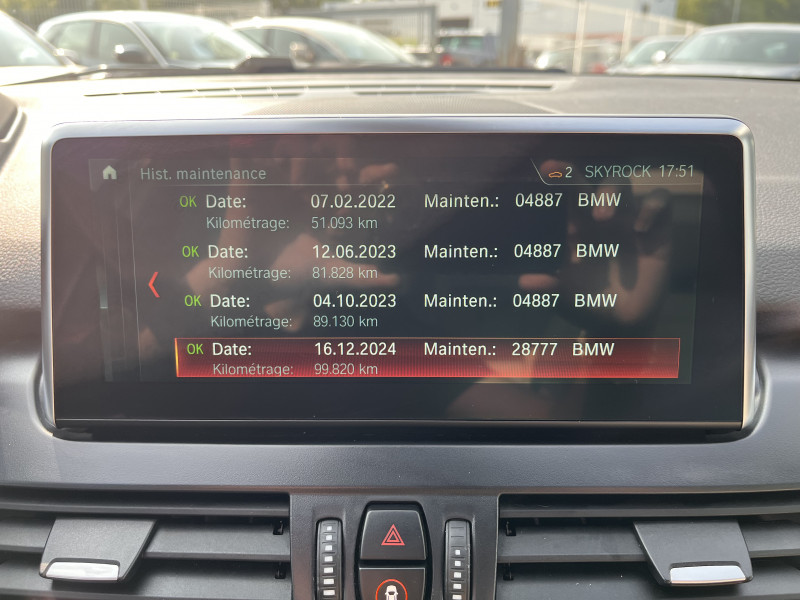 Hist. maintenance 2 SKYROCK 17:51
OK Date: 07.02.2022 Mainten.: 04887 BMW
Kilométrage: 51.093 km
OK Date: 12.06.2023 Mainten.: 04887 BMW
Kilométrage: 81.828 km
OK Date: 04.10.2023 Mainten.: 04887 BMW
Kilométrage: 89.130 km
OK Date: 16.12.2024 Mainten.: 28777 BMW
Kilométrage: 99.820 km